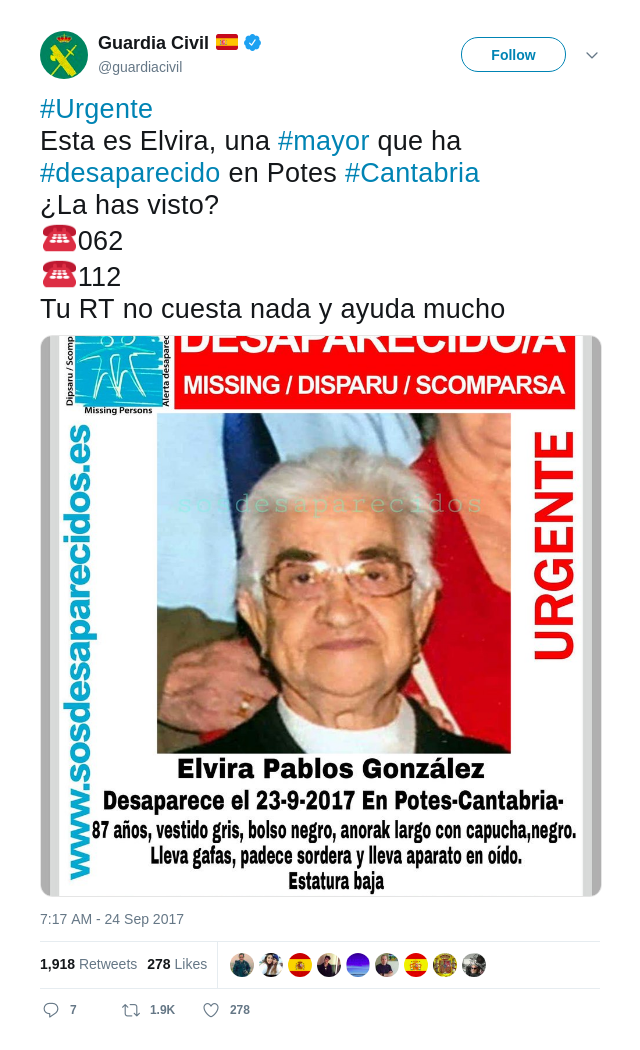 Guardia Civil
Follow
@guardiacivil
#Urgente
Esta es Elvira, una #mayor que ha
#desaparecido en Potes #Cantabria
¿La has visto?
062
112
Tu RT no cuesta nada y ayuda mucho
DESAPARECIDO/A
MISSING / DISPARU / SCOMPARSA
Missing Persons
www.sosdesaparecidos.es
sosdesaparecidos
URGENTE
Elvira Pablos González
Desaparece el 23-9-2017 En Potes-Cantabria-
87 años, vestido gris, bolso negro, anorak largo con capucha,negro.
Lleva gafas, padece sordera y lleva aparato en oído.
Estatura baja
7:17 AM - 24 Sep 2017
1,918 Retweets 278 Likes
7 1.9K 278